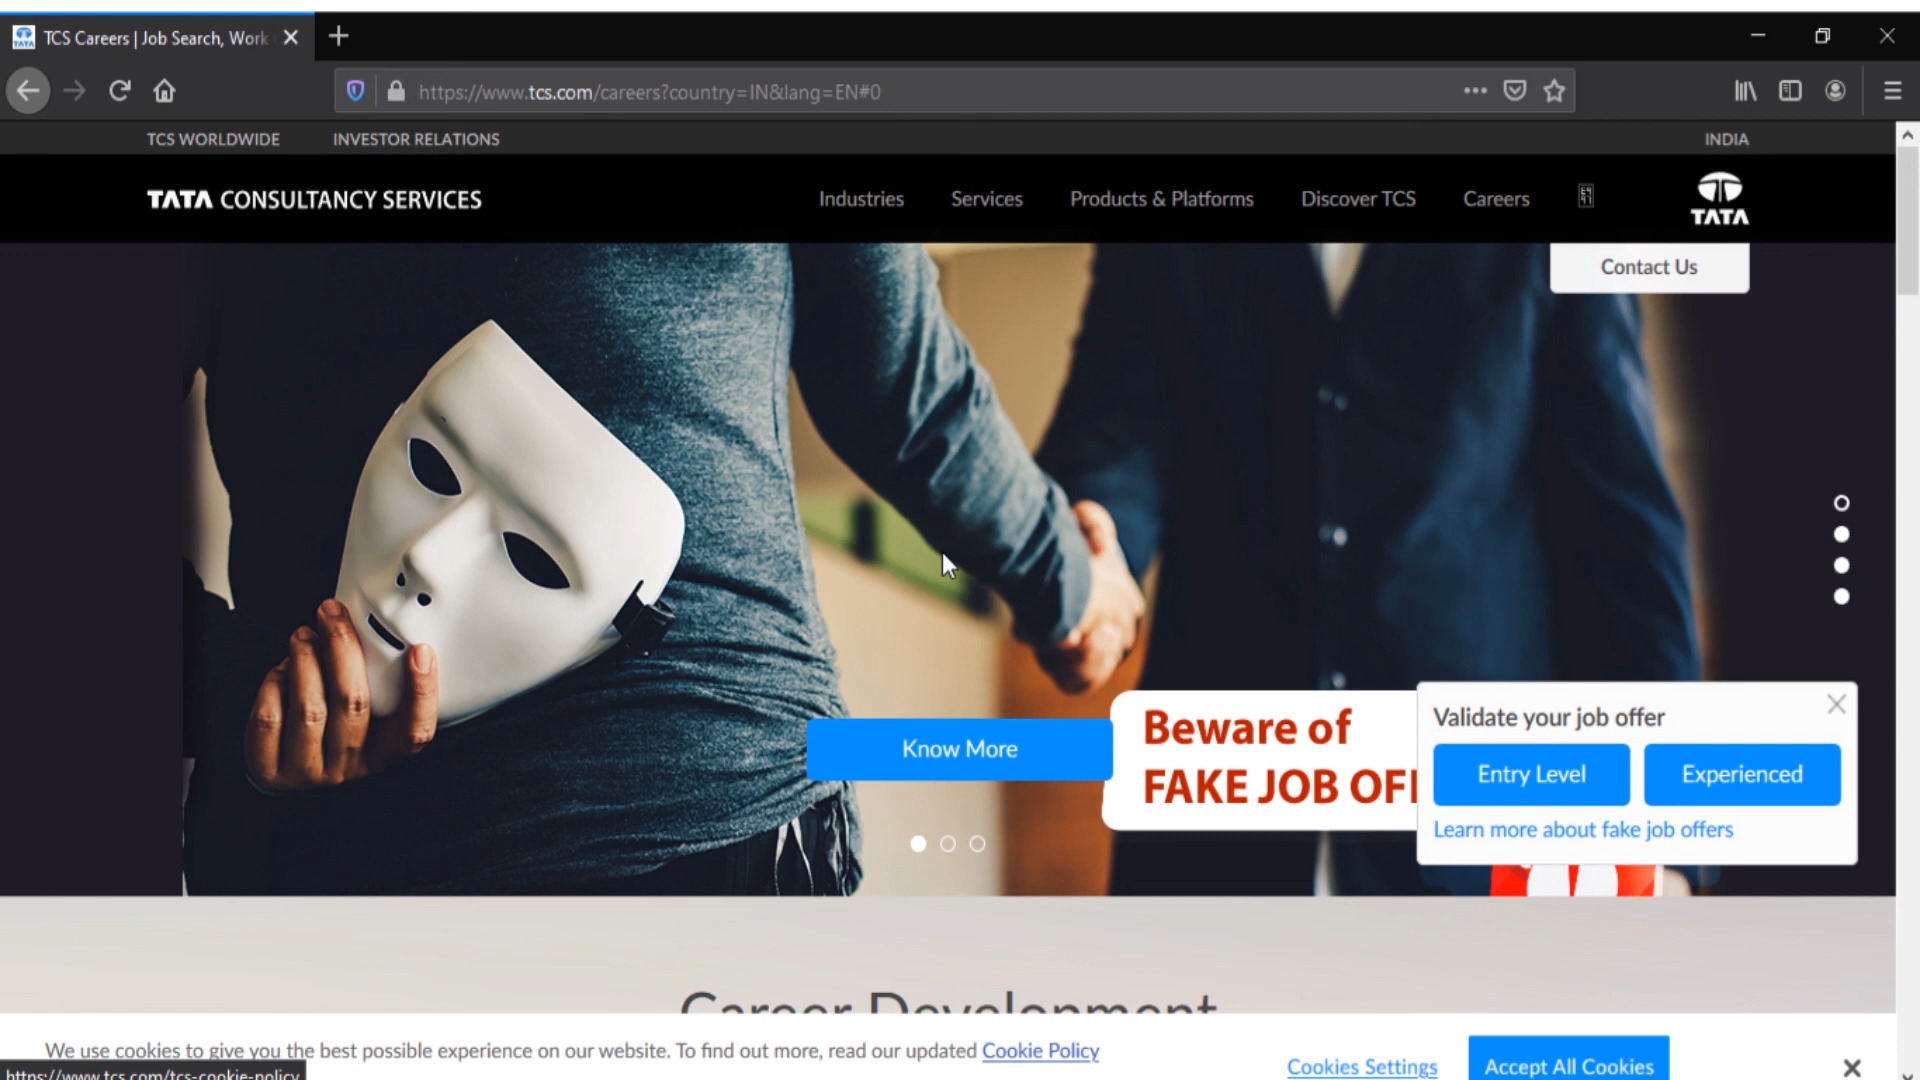 TCS Careers | Job Search, Work
https://www.tcs.com/careers?country=IN&lang=EN#0
TCS WORLDWIDE INVESTOR RELATIONS INDIA
TATA CONSULTANCY SERVICES Industries Services Products & Platforms Discover TCS Careers
TATA
Contact Us
Know More
Beware of
FAKE JOB OF
Validate your job offer
Entry Level Experienced
Learn more about fake job offers
Career Development
We use cookies to give you the best possible experience on our website. To find out more, read our updated Cookie Policy
Cookies Settings Accept All Cookies
https://www.tcs.com/tcs-cookie-policy